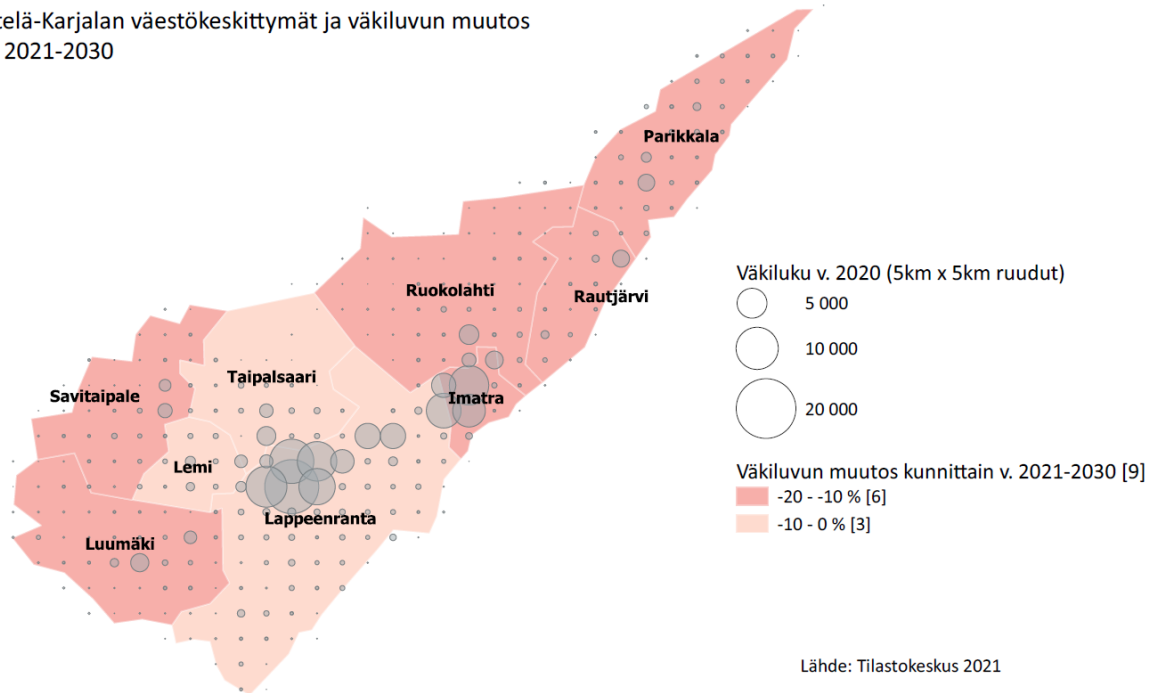 telä-Karjalan väestökeskittymät ja väkiluvun muutos
2021-2030
Parikkala
Ruokolahti
Rautjärvi
Taipalsaari
Savitaipale
Imatra
Lemi
Lappeenranta
Luumäki
Väkiluku v. 2020 (5km x 5km ruudut)
5 000
10 000
20 000
Väkiluvun muutos kunnittain v. 2021-2030 [9]
-20 - -10 % [6]
-10 - 0 % [3]
Lähde: Tilastokeskus 2021